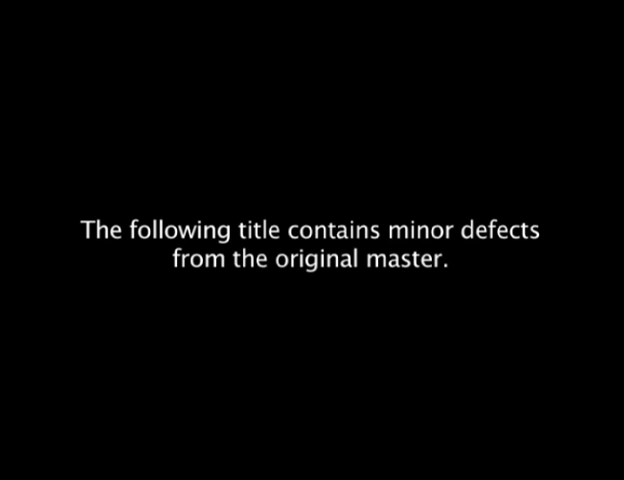 The following title contains minor defects
from the original master.